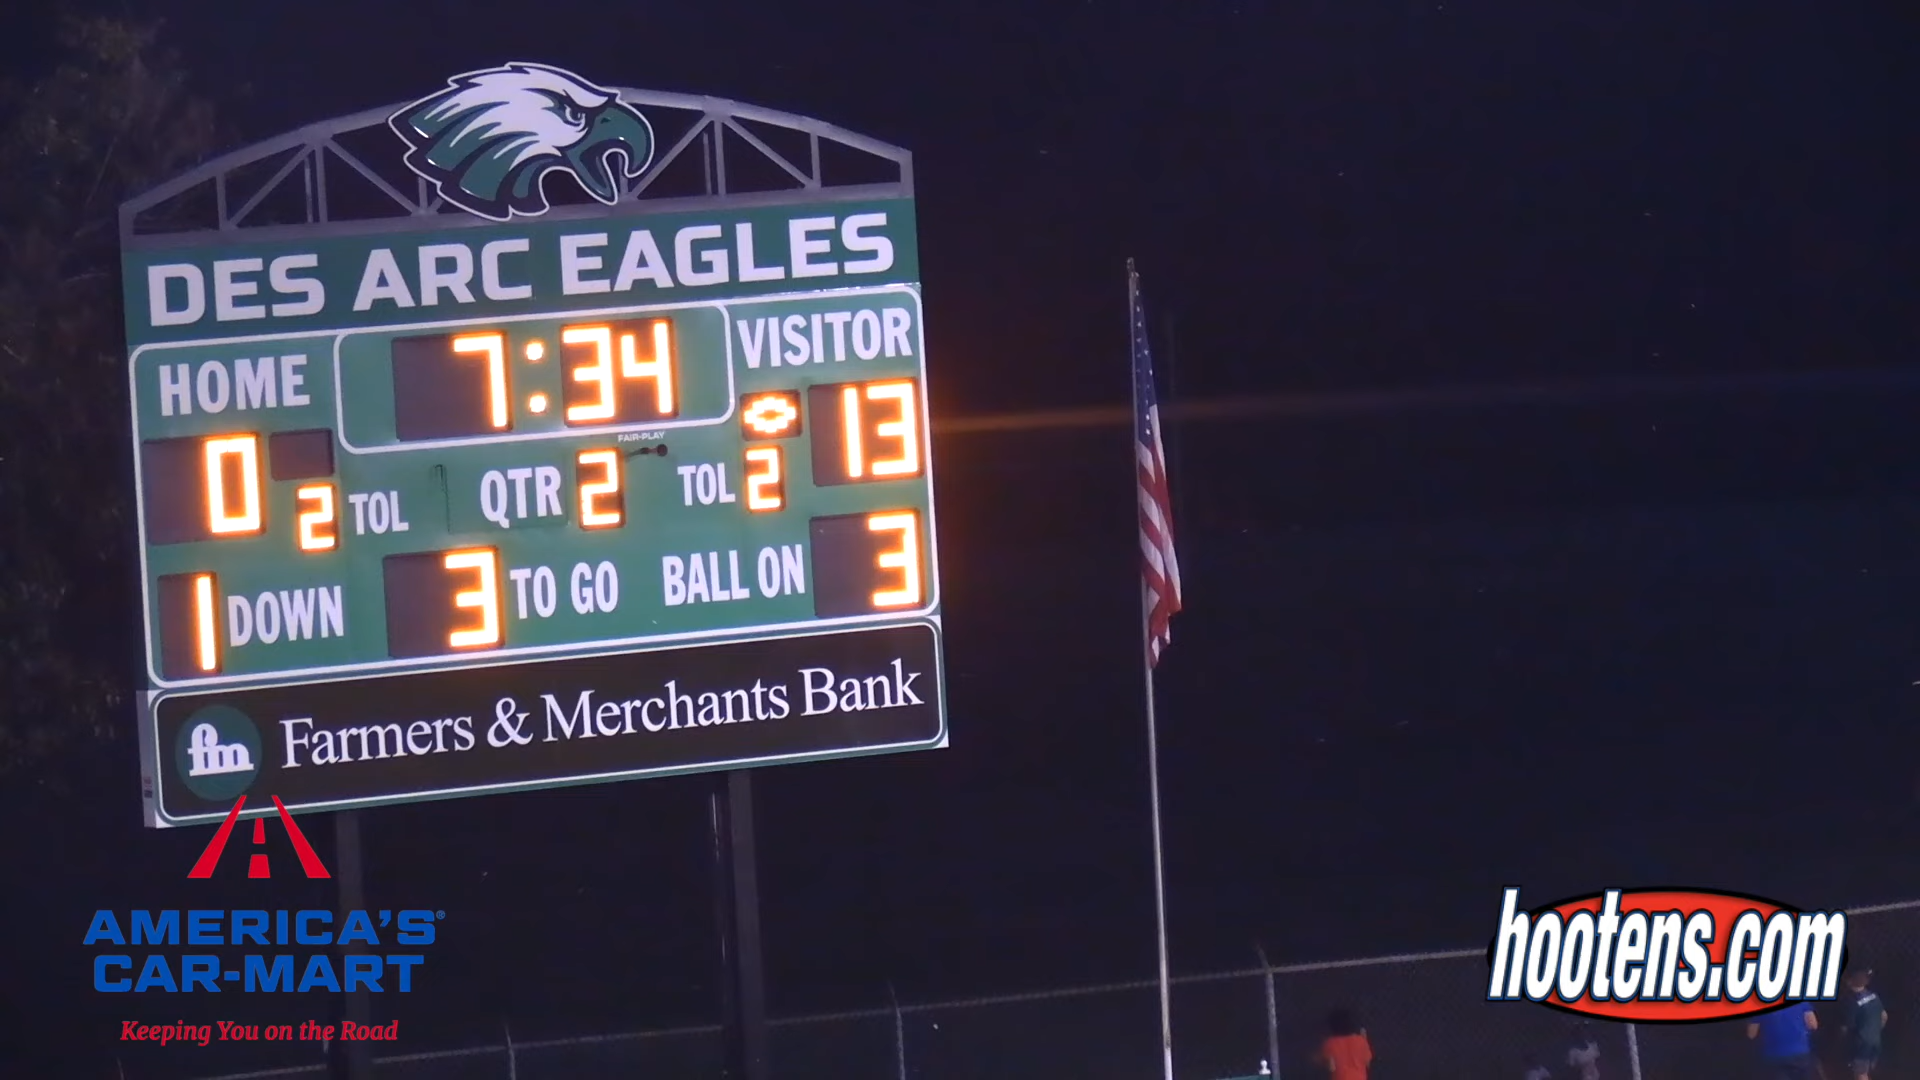 DES ARC EAGLES
HOME 7:34 VISITOR
0 13
FAIR-PLAY
2 TOL QTR 2 TOL 2
1 DOWN 3 TO GO BALL ON 3
fm Farmers & Merchants Bank
AMERICA'S®
CAR-MART
Keeping You on the Road
hootens.com